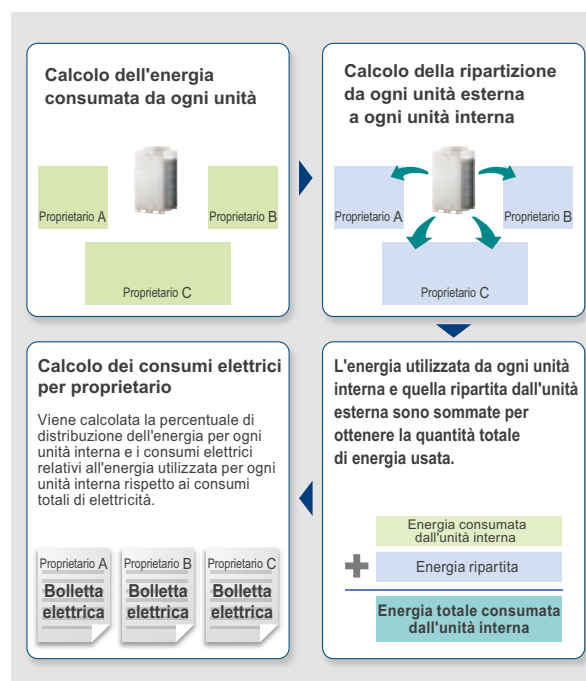 Calcolo dell'energia
consumata da ogni unità
Proprietario A
Proprietario B
Proprietario C
Calcolo della ripartizione
da ogni unità esterna
a ogni unità interna
Proprietario A
Proprietario B
Proprietario C
L'energia utilizzata da ogni unità
interna e quella ripartita dall'unità
esterna sono sommate per
ottenere la quantità totale
di energia usata.
Energia consumata
dall'unità interna
Energia ripartita
Energia totale consumata
dall'unità interna
Calcolo dei consumi elettrici
per proprietario
Viene calcolata la percentuale di
distribuzione dell'energia per ogni
unità interna e i consumi elettrici
relativi all'energia utilizzata per ogni
unità interna rispetto ai consumi
totali di elettricità.
Proprietario A
Bolletta
elettrica
Proprietario B
Bolletta
elettrica
Proprietario C
Bolletta
elettrica